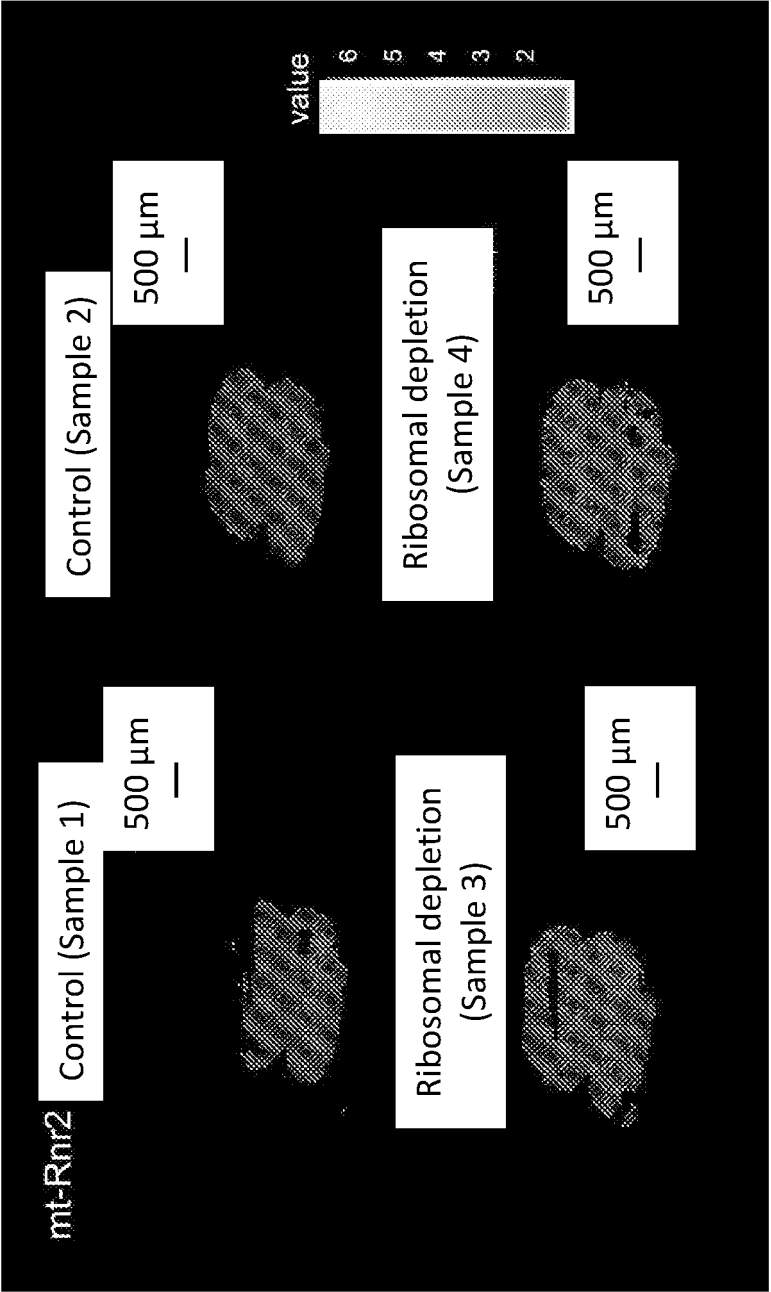 mt-Rnr2
Control (Sample 1)
500 µm
Control (Sample 2)
500 µm
value
6
5
4
3
2
Ribosomal depletion
(Sample 3)
500 µm
Ribosomal depletion
(Sample 4)
500 µm